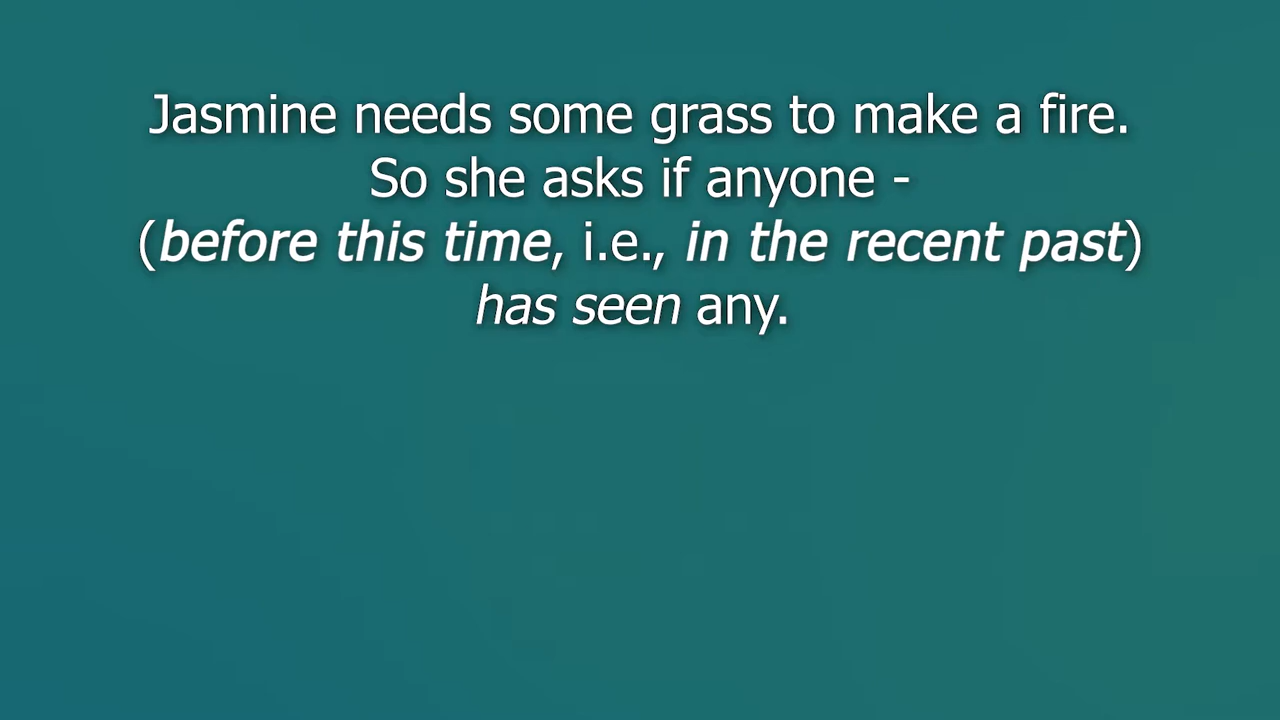 Jasmine needs some grass to make a fire.
So she asks if anyone -
(before this time, i.e., in the recent past)
has seen any.